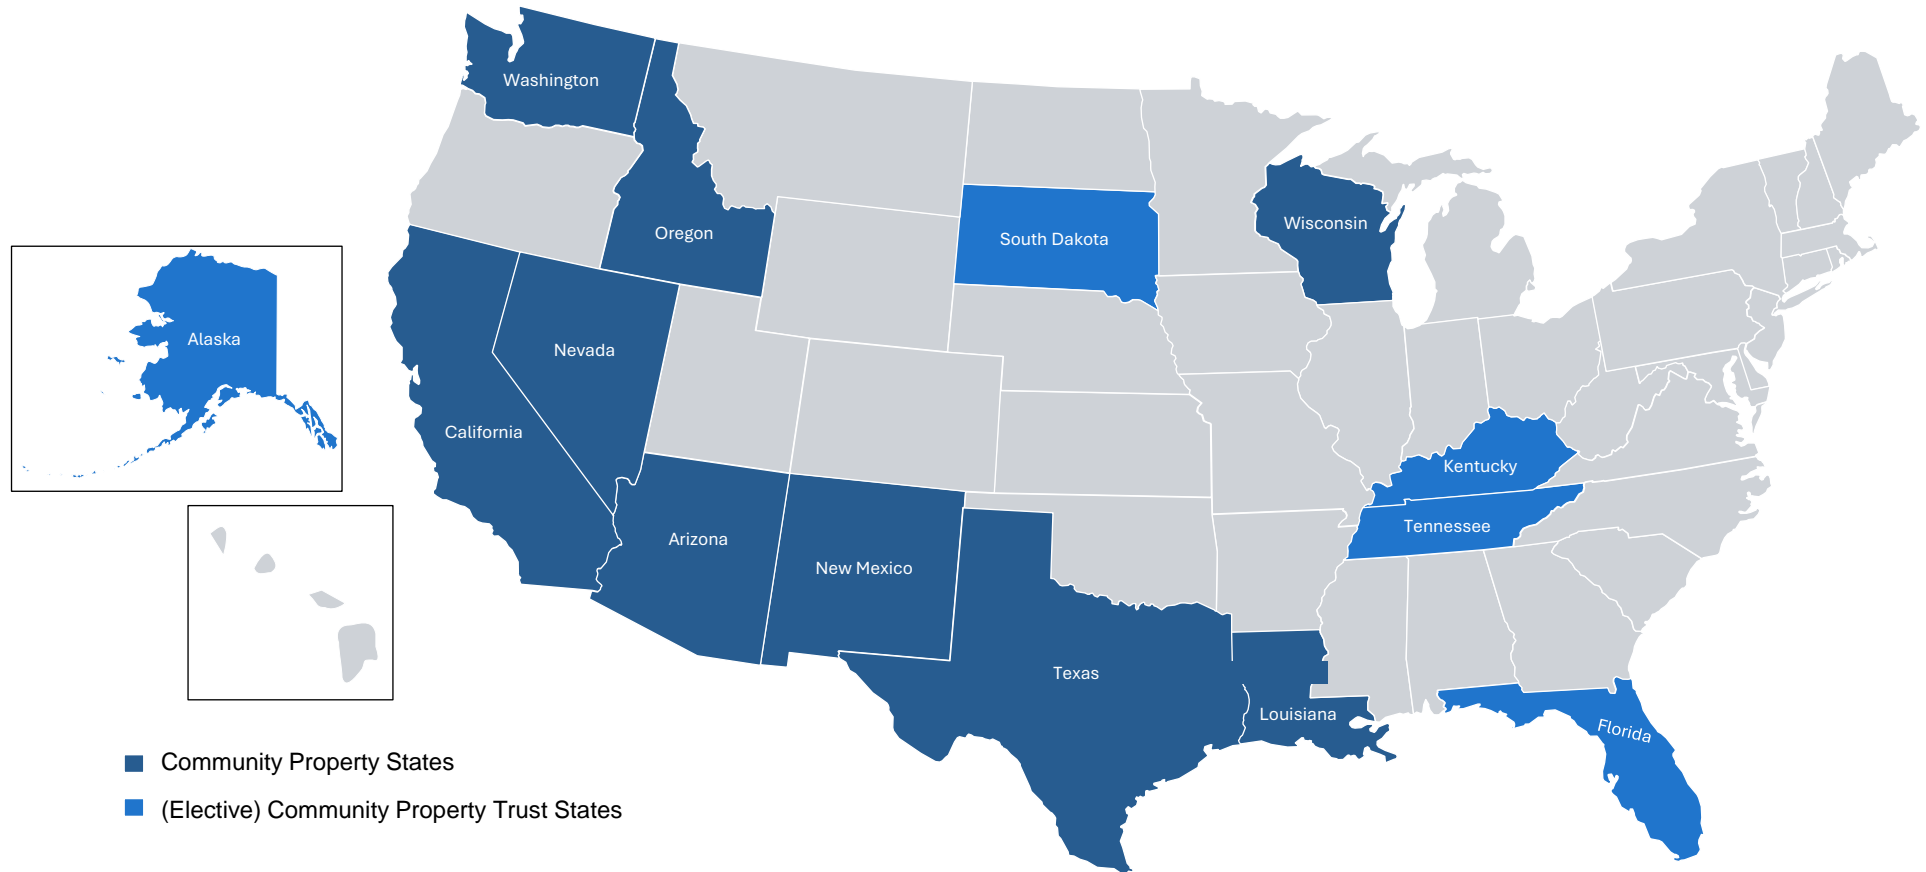 Washington
Oregon
Wisconsin
South Dakota
Alaska
Nevada
California
Kentucky
Tennessee
Arizona
New Mexico
Texas
Louisiana
Florida
Community Property States
(Elective) Community Property Trust States